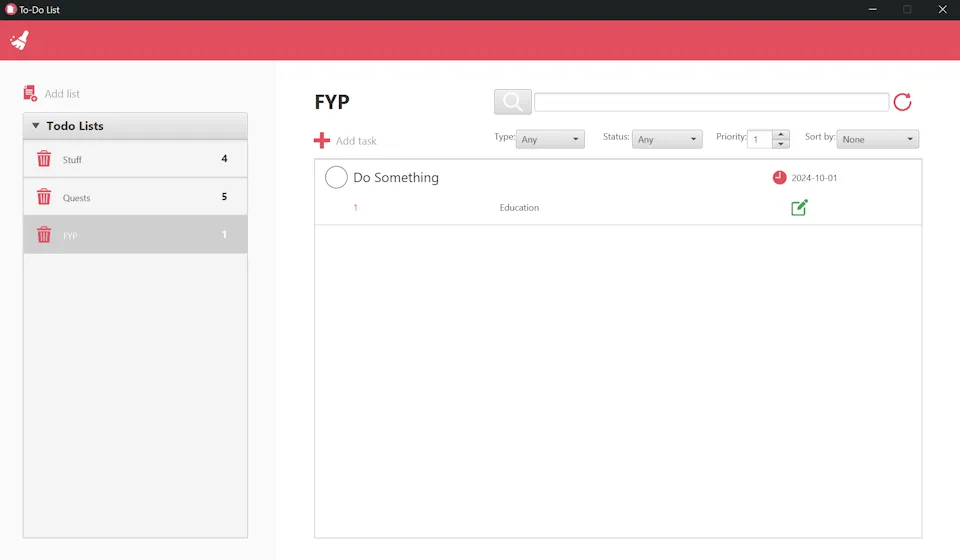 To-Do List
Add list
Todo Lists
Stuff 4
Quests 5
FYP 1
FYP
Add task
Type: Any Status: Any Priority: 1 Sort by: None
Do Something 2024-10-01
1 Education